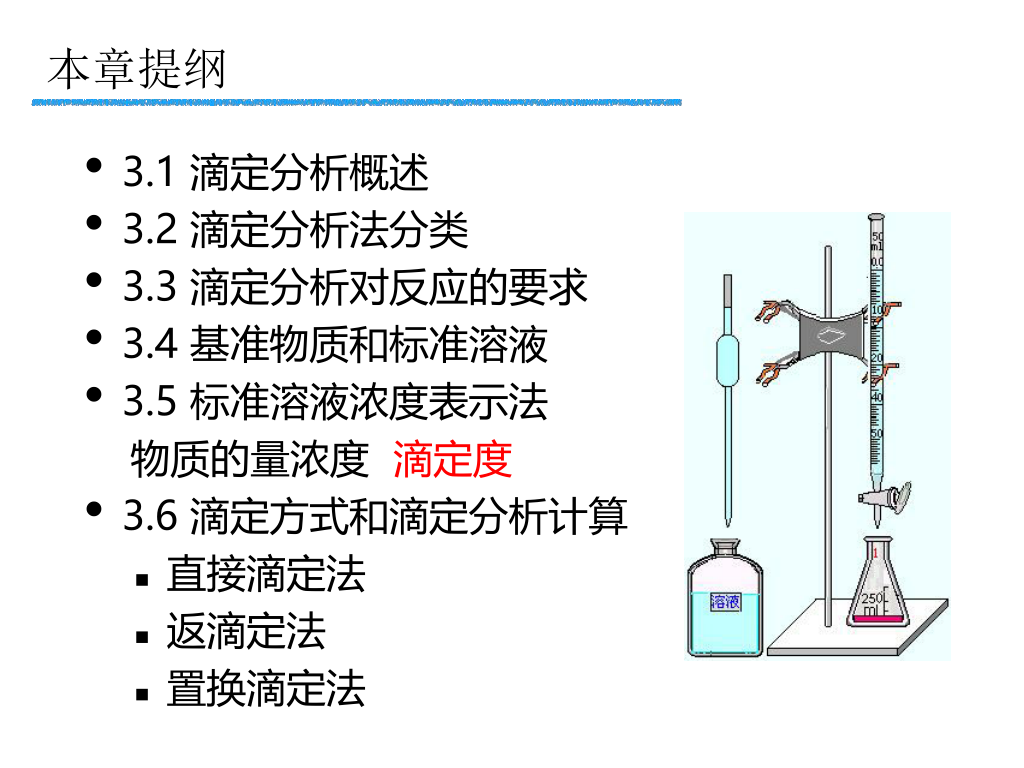 本章提纲
• 3.1 滴定分析概述
• 3.2 滴定分析法分类
• 3.3 滴定分析对反应的要求
• 3.4 基准物质和标准溶液
• 3.5 标准溶液浓度表示法
物质的量浓度 滴定度
• 3.6 滴定方式和滴定分析计算
▪ 直接滴定法
▪ 返滴定法
▪ 置换滴定法
50
ml
0.0
10
20
40
50
溶液
1
250
ml